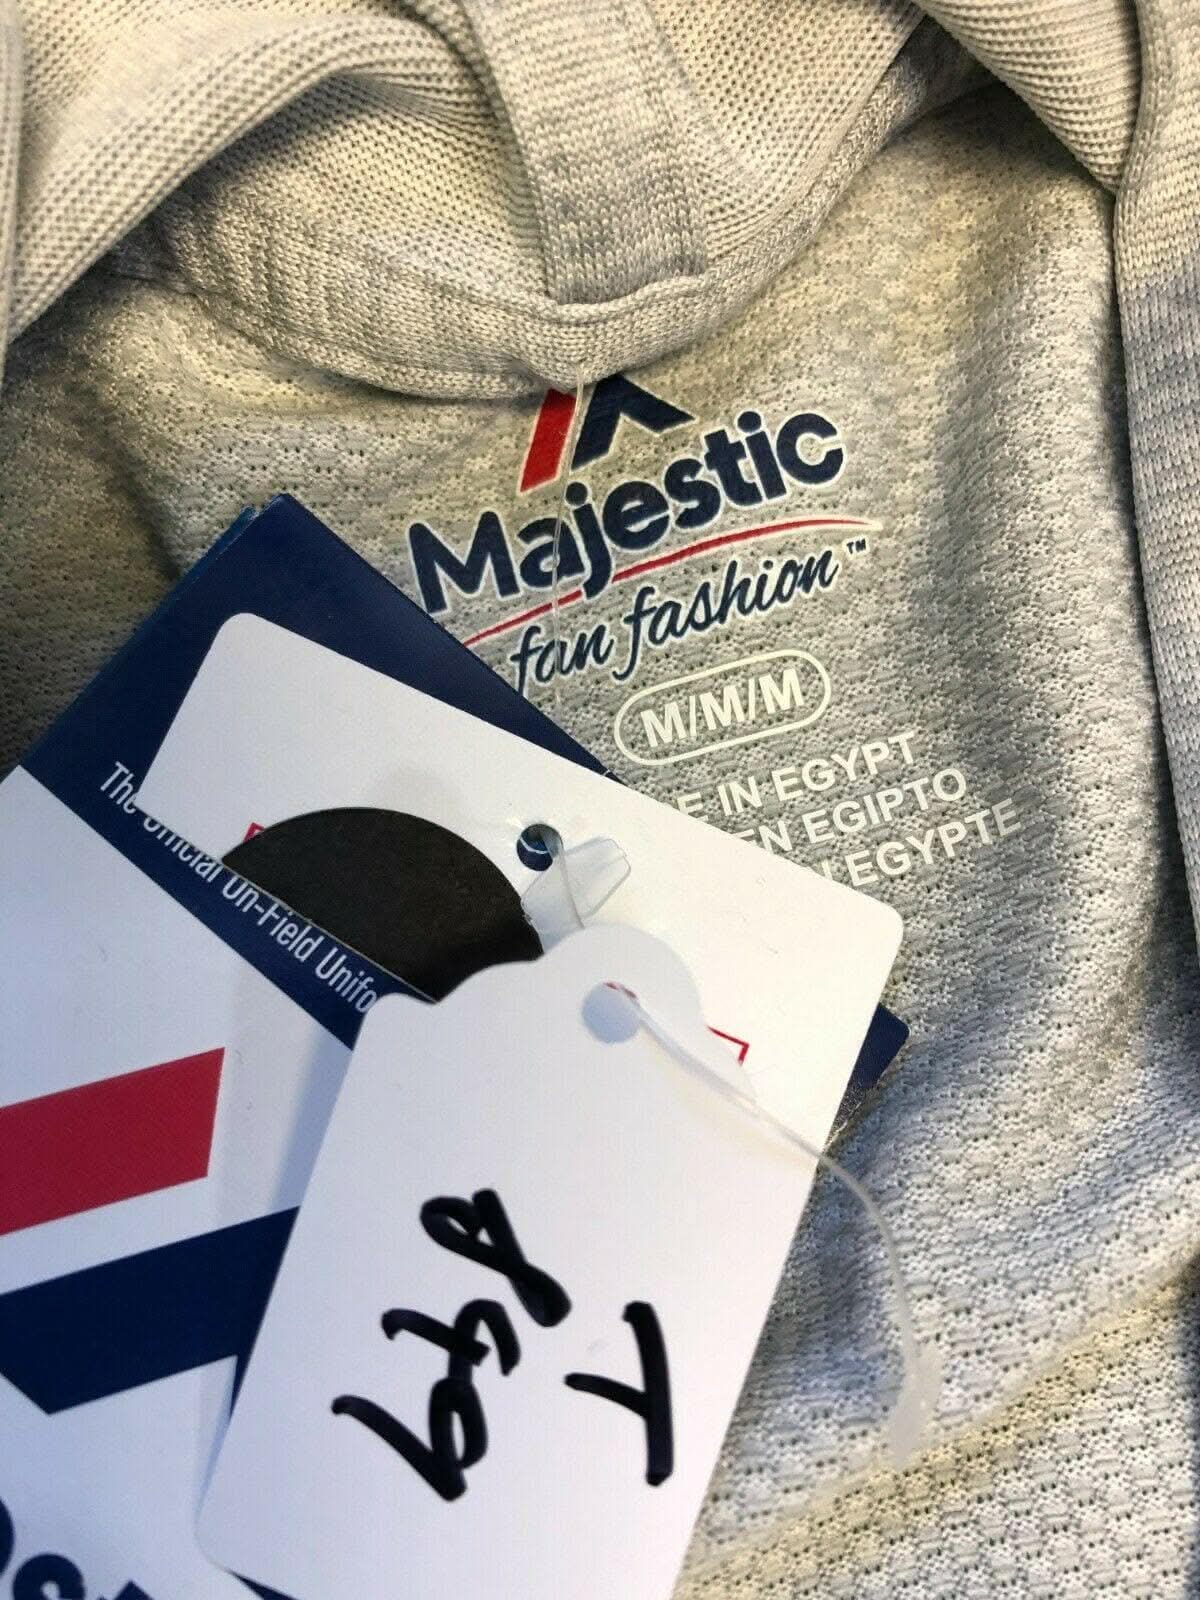 Majestic
fan fashion™
M/M/M
E IN EGYPT
EN EGIPTO
EGYPTE
The Official On-Field Unifo
T
849